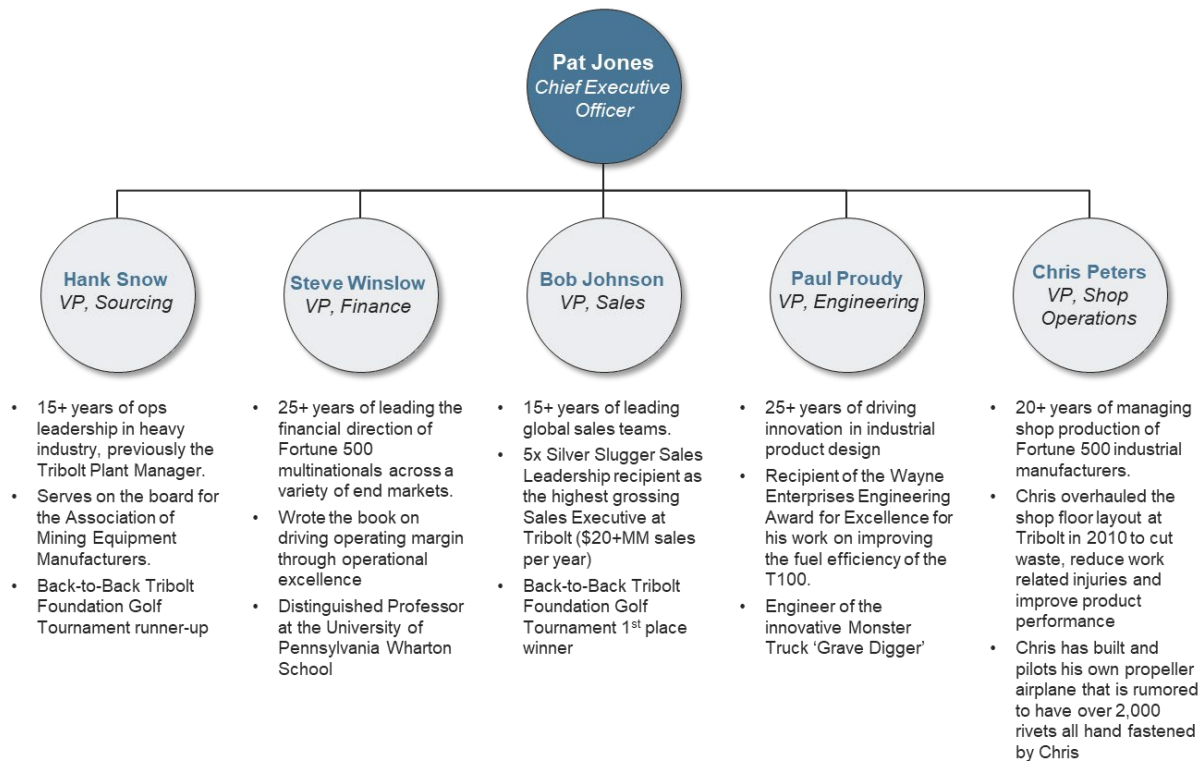 Pat Jones
Chief Executive
Officer
Hank Snow
VP, Sourcing
Steve Winslow
VP, Finance
Bob Johnson
VP, Sales
Paul Proudy
VP, Engineering
Chris Peters
VP, Shop
Operations
• 15+ years of ops
leadership in heavy
industry, previously the
Tribolt Plant Manager.
• Serves on the board for
the Association of
Mining Equipment
Manufacturers.
• Back-to-Back Tribolt
Foundation Golf
Tournament runner-up
• 25+ years of leading the
financial direction of
Fortune 500
multinationals across a
variety of end markets.
• Wrote the book on
driving operating margin
through operational
excellence
• Distinguished Professor
at the University of
Pennsylvania Wharton
School
• 15+ years of leading
global sales teams.
• 5x Silver Slugger Sales
Leadership recipient as
the highest grossing
Sales Executive at
Tribolt ($20+MM sales
per year)
• Back-to-Back Tribolt
Foundation Golf
Tournament 1st place
winner
• 25+ years of driving
innovation in industrial
product design
• Recipient of the Wayne
Enterprises Engineering
Award for Excellence for
his work on improving
the fuel efficiency of the
T100.
• Engineer of the
innovative Monster
Truck ‘Grave Digger’
• 20+ years of managing
shop production of
Fortune 500 industrial
manufacturers.
• Chris overhauled the
shop floor layout at
Tribolt in 2010 to cut
waste, reduce work
related injuries and
improve product
performance
• Chris has built and
pilots his own propeller
airplane that is rumored
to have over 2,000
rivets all hand fastened
by Chris